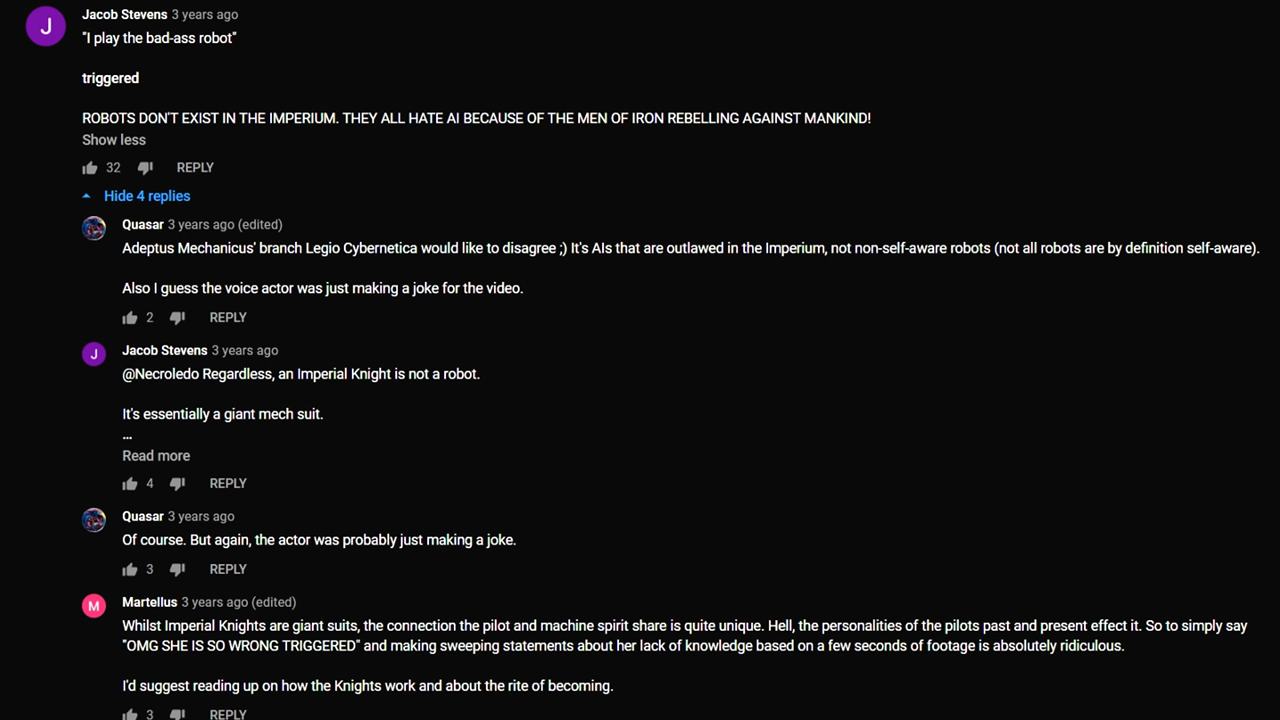 J
Jacob Stevens 3 years ago
"I play the bad-ass robot"
triggered
ROBOTS DON'T EXIST IN THE IMPERIUM. THEY ALL HATE AI BECAUSE OF THE MEN OF IRON REBELLING AGAINST MANKIND!
Show less
32 REPLY
Hide 4 replies
Quasar 3 years ago (edited)
Adeptus Mechanicus' branch Legio Cybernetica would like to disagree ;) It's AIs that are outlawed in the Imperium, not non-self-aware robots (not all robots are by definition self-aware).
Also I guess the voice actor was just making a joke for the video.
2 REPLY
J
Jacob Stevens 3 years ago
@Necroledo Regardless, an Imperial Knight is not a robot.
It's essentially a giant mech suit.
...
Read more
4 REPLY
Quasar 3 years ago
Of course. But again, the actor was probably just making a joke.
3 REPLY
M
Martellus 3 years ago (edited)
Whilst Imperial Knights are giant suits, the connection the pilot and machine spirit share is quite unique. Hell, the personalities of the pilots past and present effect it. So to simply say
"OMG SHE IS SO WRONG TRIGGERED" and making sweeping statements about her lack of knowledge based on a few seconds of footage is absolutely ridiculous.
I'd suggest reading up on how the Knights work and about the rite of becoming.
3 REPLY